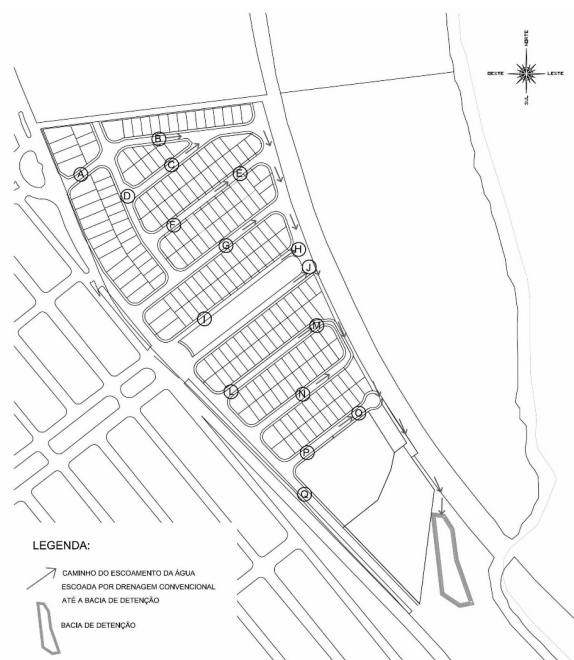 NORTE
OESTE
LESTE
SUL
B
C
A
E
D
F
G
H
J
I
M
L
N
O
P
Q
LEGENDA:
CAMINHO DO ESCOAMENTO DA ÁGUA
ESCOADA POR DRENAGEM CONVENCIONAL
ATÉ A BACIA DE DETENÇÃO
BACIA DE DETENÇÃO